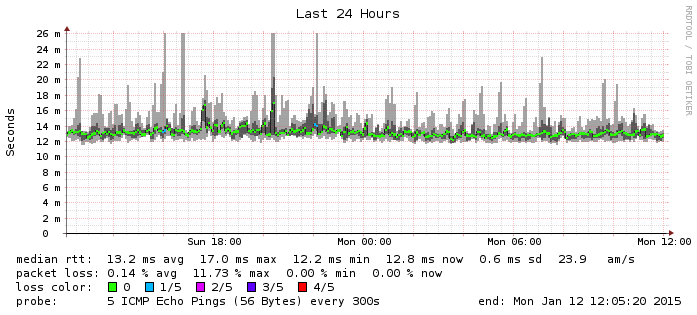 Last 24 Hours
RRDTOOL / TOBI OETIKER
Seconds
26 m
24 m
22 m
20 m
18 m
16 m
14 m
12 m
10 m
8 m
6 m
4 m
2 m
0
Sun 18:00 Mon 00:00 Mon 06:00 Mon 12:00
median rtt: 13.2 ms avg 17.0 ms max 12.2 ms min 12.8 ms now 0.6 ms sd 23.9 am/s
packet loss: 0.14 % avg 11.73 % max 0.00 % min 0.00 % now
loss color: 0 1/5 2/5 3/5 4/5
probe: 5 ICMP Echo Pings (56 Bytes) every 300s end: Mon Jan 12 12:05:20 2015